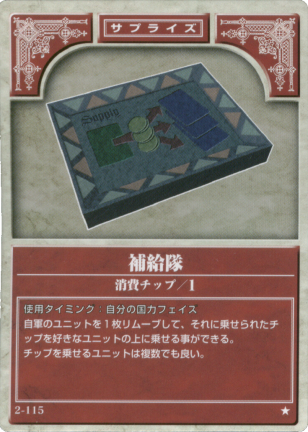 サプライズ
Sappig
補給隊
消費チップ/1
使用タイミング:自分の国力フェイズ
自軍のユニットを1枚リムーブして、それに乗せられたチ
ップを好きなユニットの上に乗せる事ができる。
チップを乗せるユニットは複数でも良い。
2-115
★